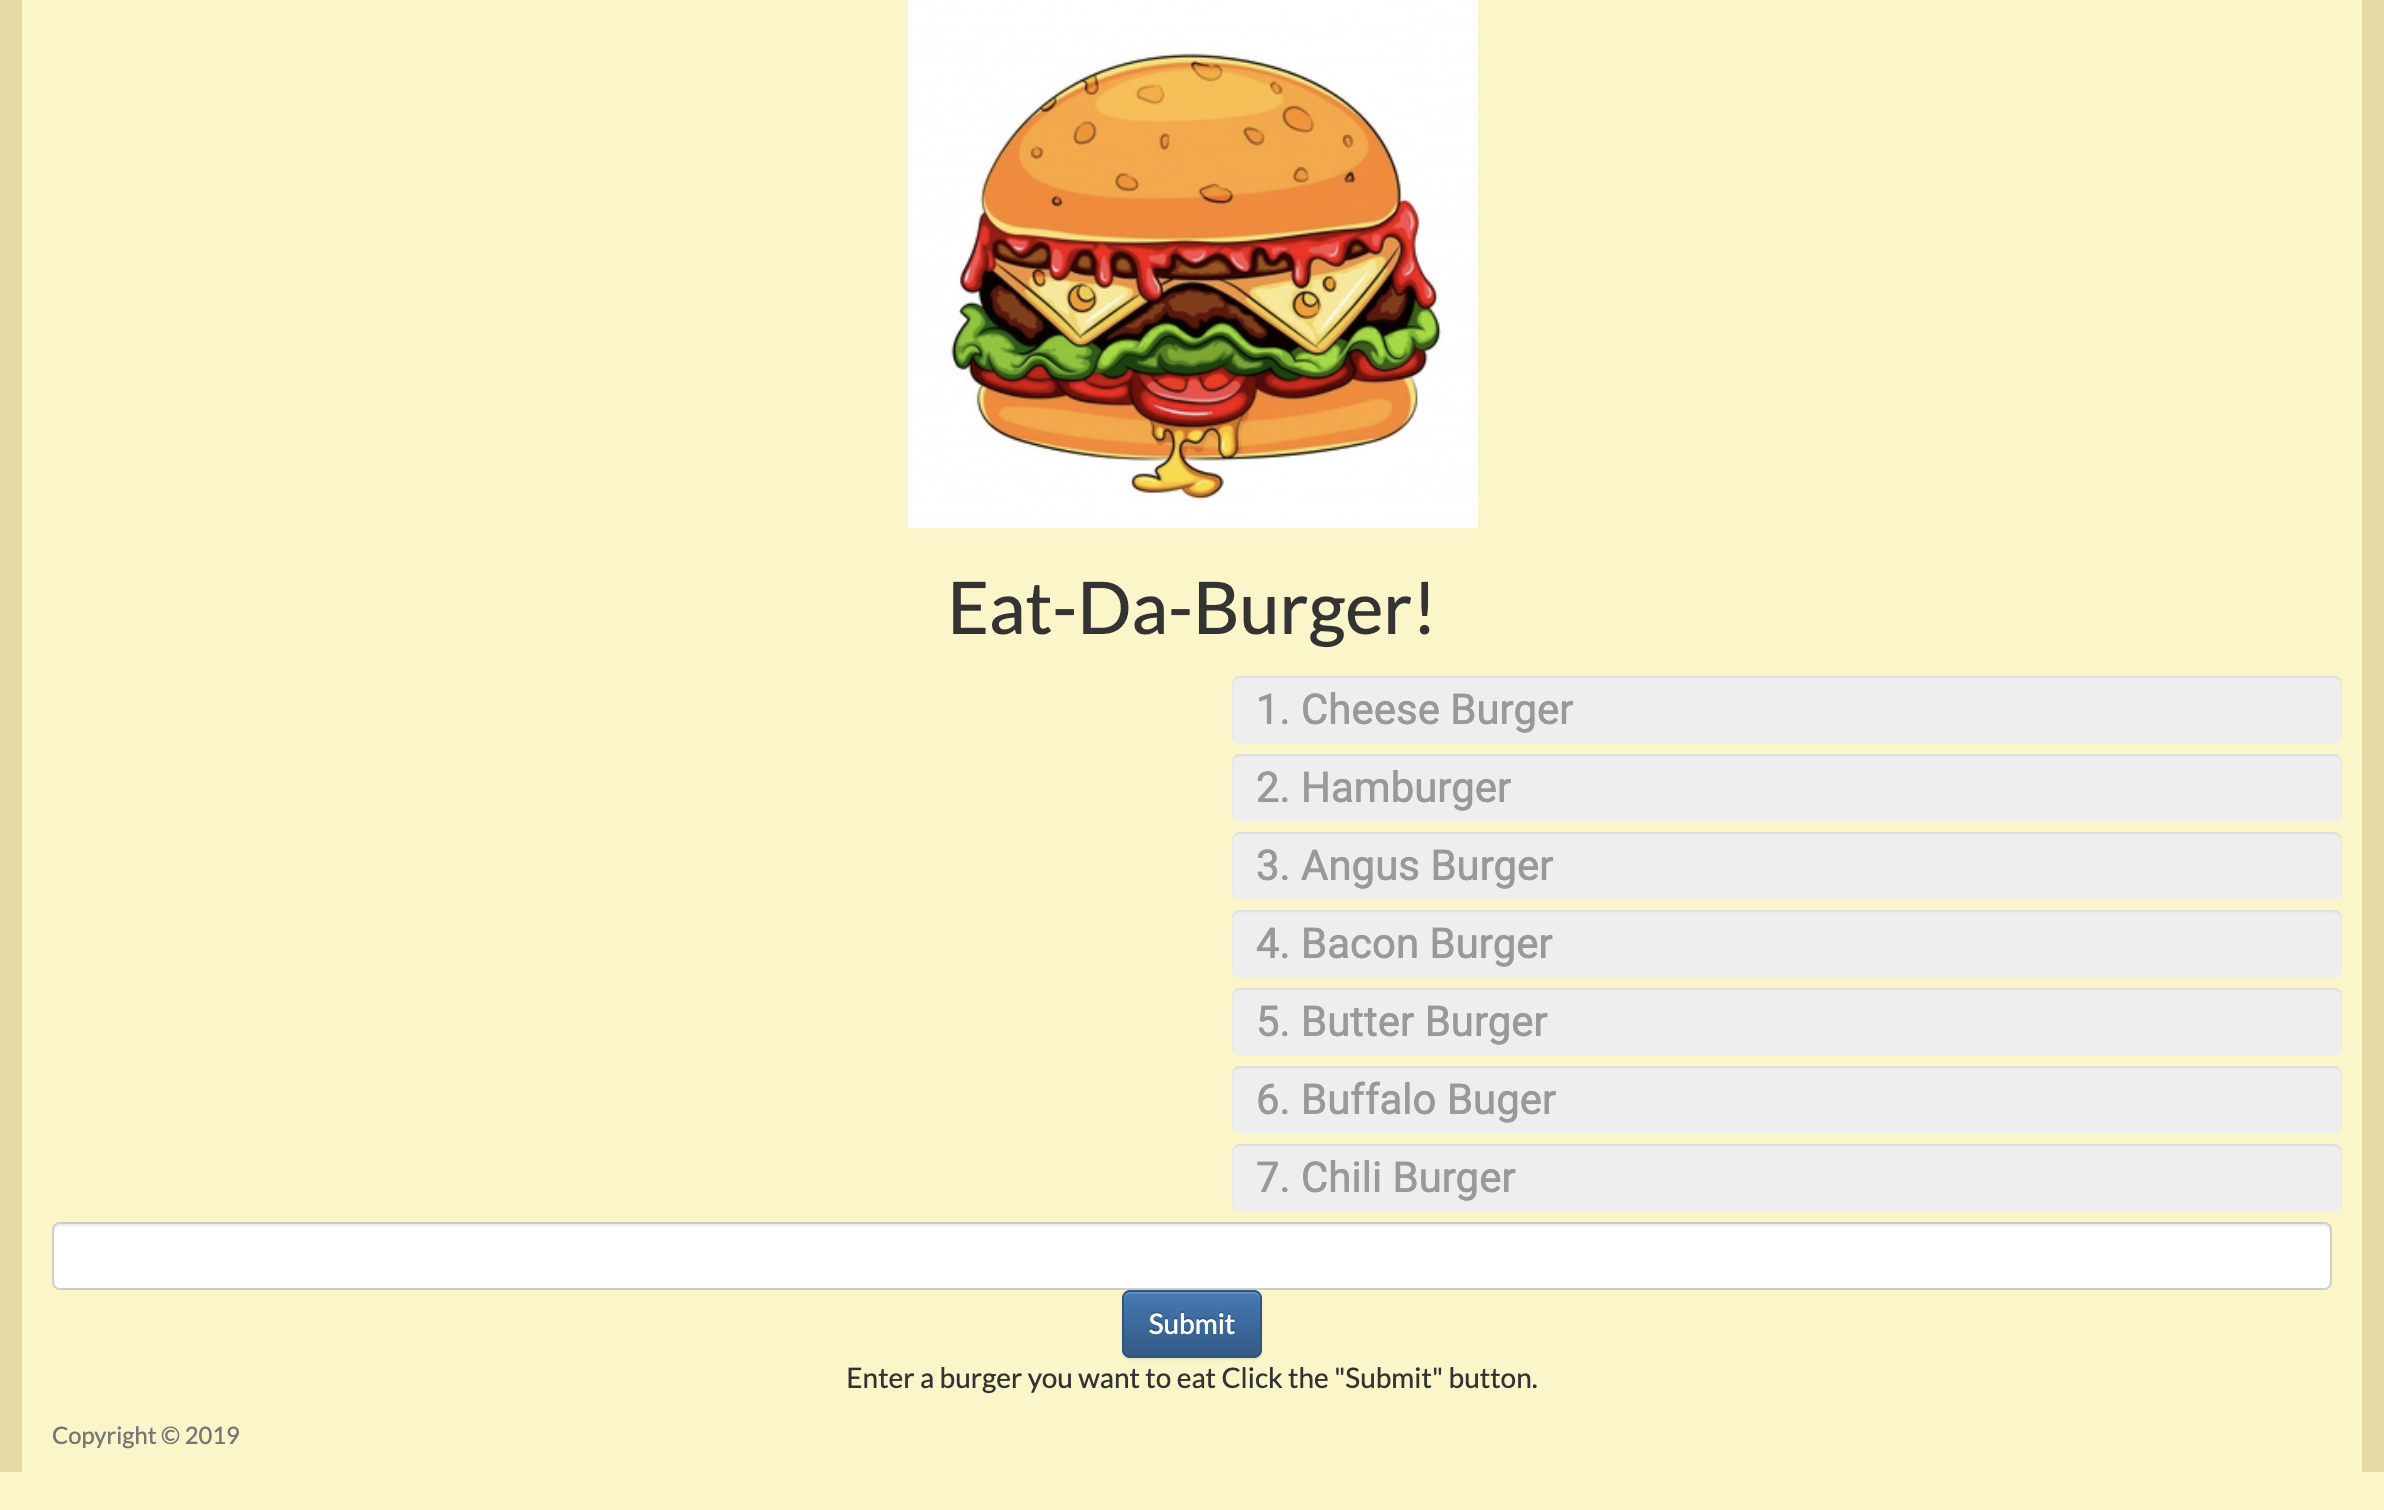 Eat-Da-Burger!
1. Cheese Burger
2. Hamburger
3. Angus Burger
4. Bacon Burger
5. Butter Burger
6. Buffalo Buger
7. Chili Burger
Submit
Enter a burger you want to eat Click the "Submit" button.
Copyright © 2019